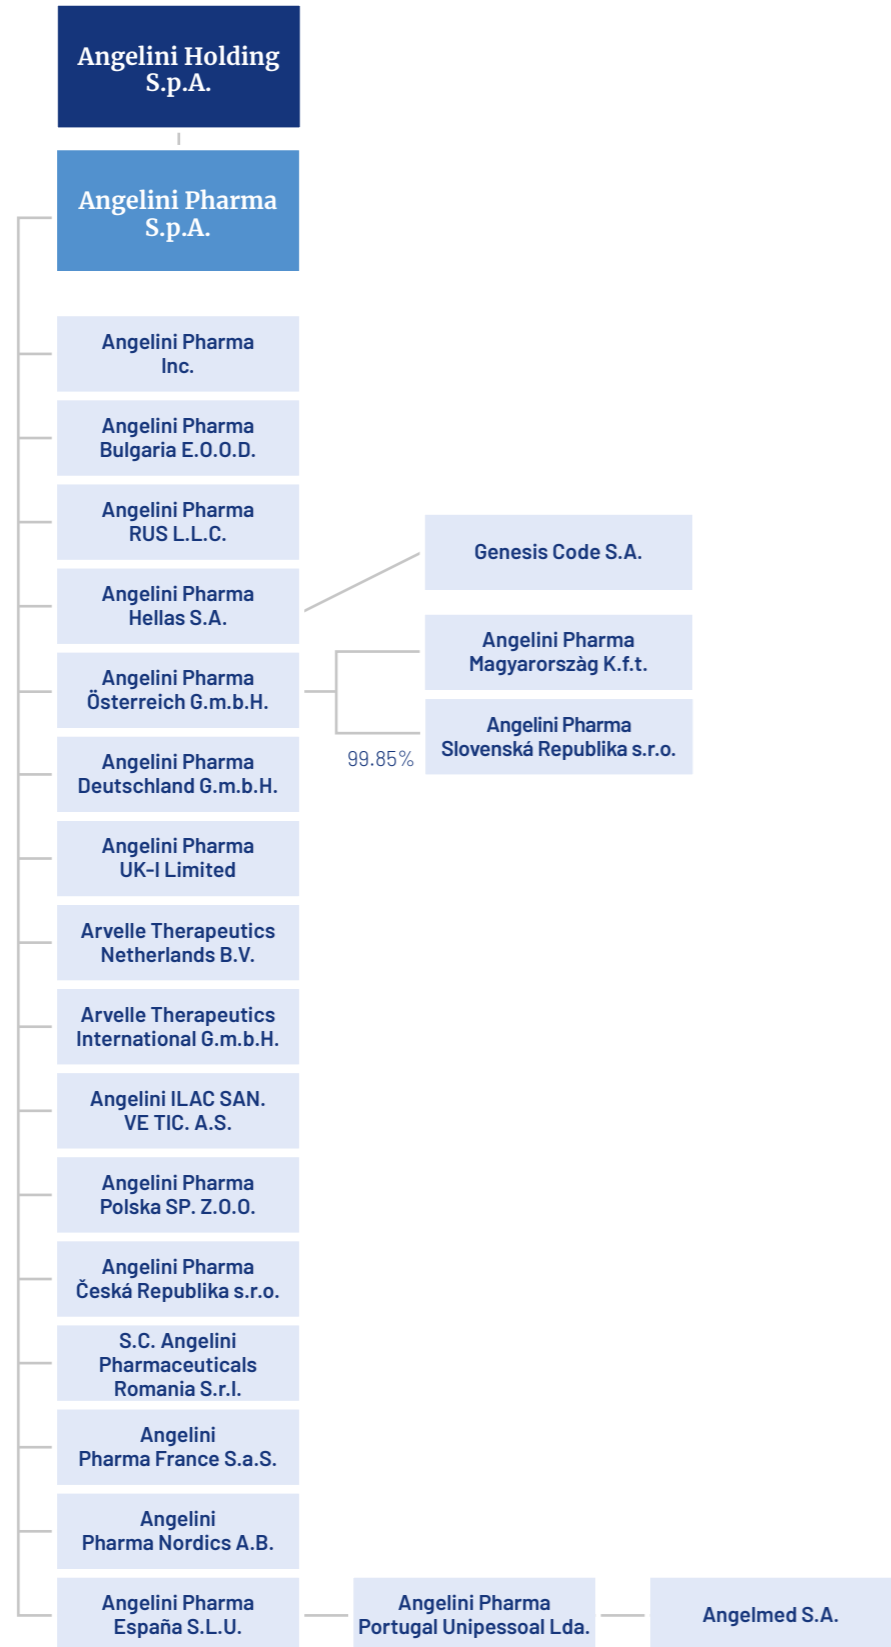 Angelini Holding
S.p.A.
Angelini Pharma
S.p.A.
Angelini Pharma
Inc.
Angelini Pharma
Bulgaria E.O.O.D.
Angelini Pharma
RUS L.L.C.
Angelini Pharma
Hellas S.A.
Genesis Code S.A.
Angelini Pharma
Österreich G.m.b.H.
Angelini Pharma
Magyarorszàg K.f.t.
99.85%
Angelini Pharma
Slovenská Republika s.r.o.
Angelini Pharma
Deutschland G.m.b.H.
Angelini Pharma
UK-I Limited
Arvelle Therapeutics
Netherlands B.V.
Arvelle Therapeutics
International G.m.b.H.
Angelini ILAC SAN.
VE TIC. A.S.
Angelini Pharma
Polska SP. Z.O.O.
Angelini Pharma
Česká Republika s.r.o.
S.C. Angelini
Pharmaceuticals
Romania S.r.l.
Angelini
Pharma France S.a.S.
Angelini
Pharma Nordics A.B.
Angelini Pharma
España S.L.U.
Angelini Pharma
Portugal Unipessoal Lda.
Angelmed S.A.